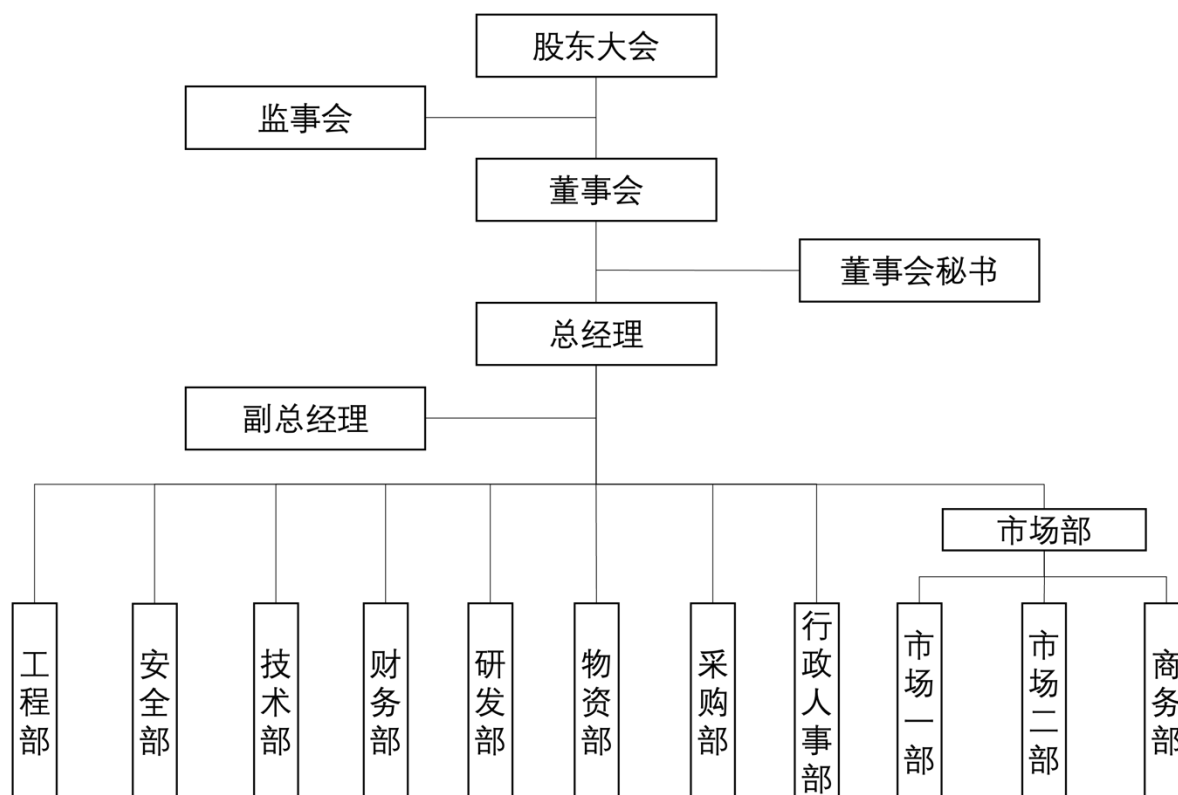 股东大会
监事会
董事会
董事会秘书
总经理
副总经理
市场部
工程部
安全部
技术部
财务部
研发部
物资部
采购部
行政人事部
市场一部
市场二部
商务部